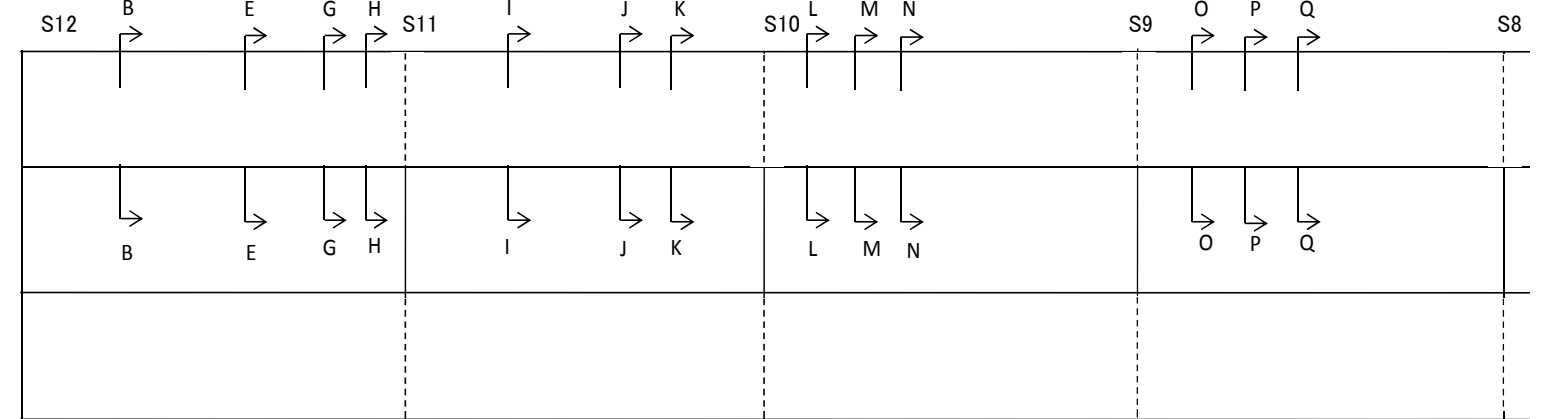 S12 B E G H S11 I J K S10 L M N S9 O P Q S8
B E G H I J K L M N O P Q